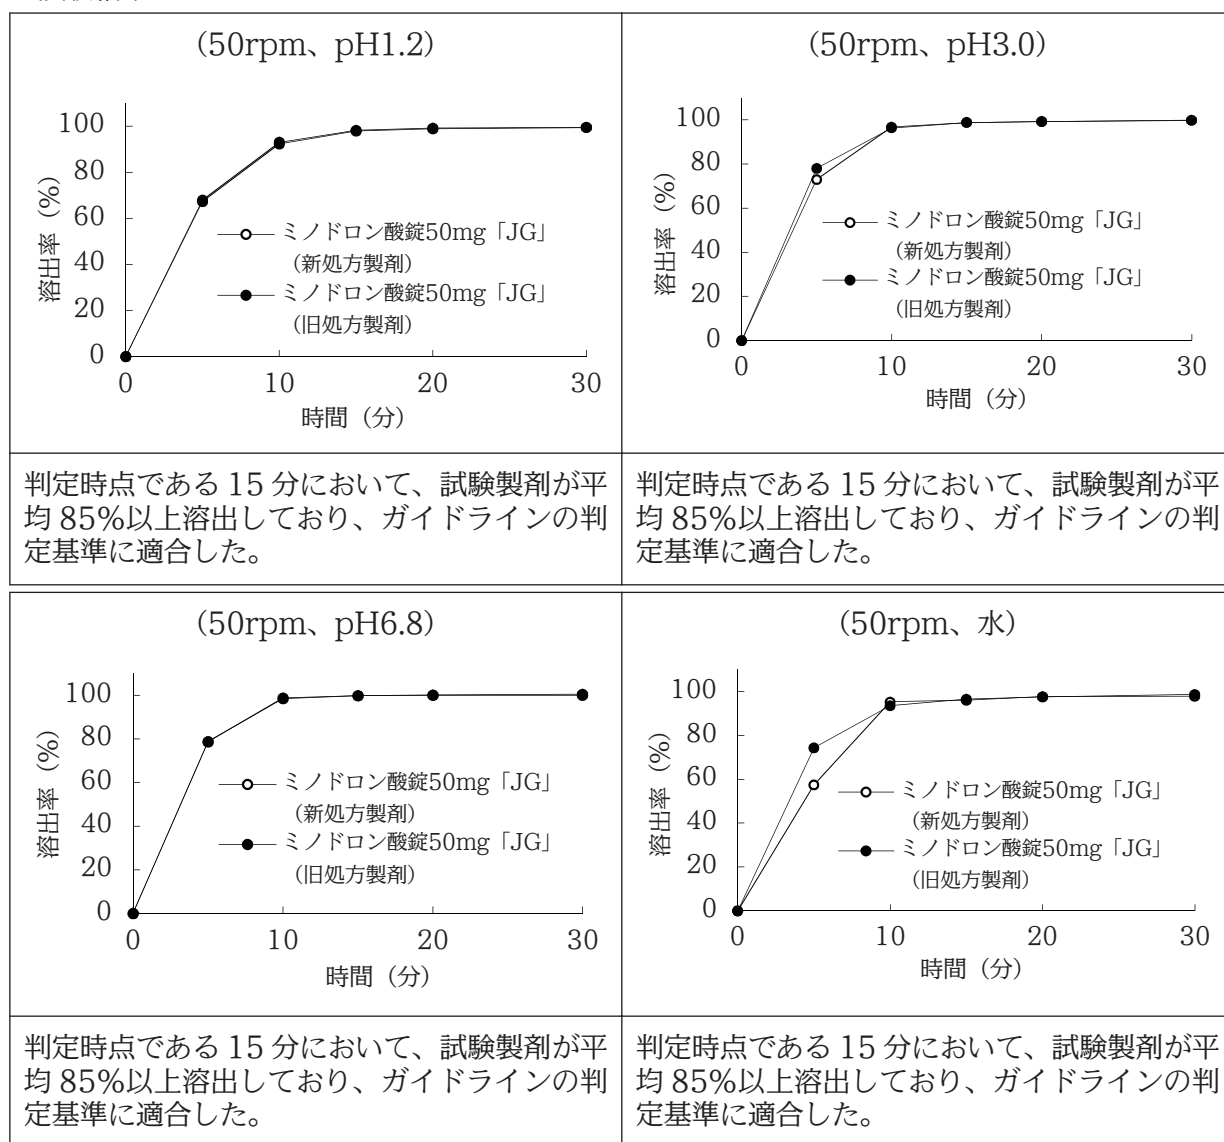 (50rpm、pH1.2)
溶出率 (%)
100
80
60
40
20
0
0 10 20 30
時間 (分)
ミノドロン酸錠50mg「JG」
(新処方製剤)
ミノドロン酸錠50mg「JG」
(旧処方製剤)
判定時点である 15 分において、試験製剤が平
均 85%以上溶出しており、ガイドラインの判
定基準に適合した。
(50rpm、pH3.0)
溶出率 (%)
100
80
60
40
20
0
0 10 20 30
時間 (分)
ミノドロン酸錠50mg「JG」
(新処方製剤)
ミノドロン酸錠50mg「JG」
(旧処方製剤)
判定時点である 15 分において、試験製剤が平
均 85%以上溶出しており、ガイドラインの判
定基準に適合した。
(50rpm、pH6.8)
溶出率 (%)
100
80
60
40
20
0
0 10 20 30
時間 (分)
ミノドロン酸錠50mg「JG」
(新処方製剤)
ミノドロン酸錠50mg「JG」
(旧処方製剤)
判定時点である 15 分において、試験製剤が平
均 85%以上溶出しており、ガイドラインの判
定基準に適合した。
(50rpm、水)
溶出率 (%)
100
80
60
40
20
0
0 10 20 30
時間 (分)
ミノドロン酸錠50mg「JG」
(新処方製剤)
ミノドロン酸錠50mg「JG」
(旧処方製剤)
判定時点である 15 分において、試験製剤が平
均 85%以上溶出しており、ガイドラインの判
定基準に適合した。